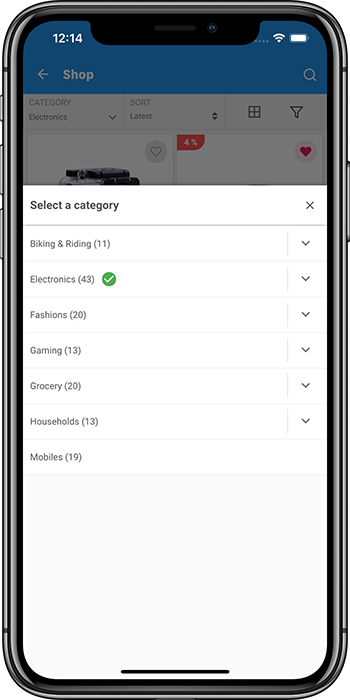 12:14
Shop
CATEGORY
SORT
Electronics
Latest
4 %
Select a category
Biking & Riding (11)
Electronics (43)
Fashions (20)
Gaming (13)
Grocery (20)
Households (13)
Mobiles (19)